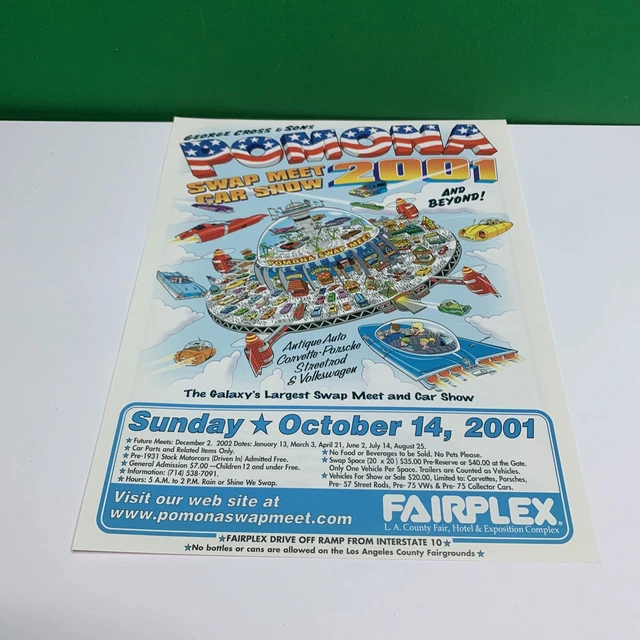 GEORGE CROSS & SONS
POMONA
SWAP MEET
CAR SHOW
2001
AND
BEYOND!
POMONA SWAP MEET
Antique Auto
Corvette·Porsche
Streetrod
& Volkswagen
The Galaxy's Largest Swap Meet and Car Show
Sunday ★ October 14, 2001
★ Future Meets: December 2. 2002 Dates: January 13, March 3, April 21, June 2, July 14, August 25.
★ Car Parts and Related Items Only.
★ Pre-1931 Stock Motorcars (Driven In) Admitted Free.
★ General Admission $7.00 —Children 12 and under Free.
★ Information: (714) 538-7091.
★ Hours: 5 A.M. to 2 P.M. Rain or Shine We Swap.
★ No Food or Beverages to be Sold. No Pets Please.
★ Swap Space (20 x 20) $35.00 Pre-Reserve or $40.00 at the Gate.
Only One Vehicle Per Space. Trailers are Counted as Vehicles.
★ Vehicles For Show or Sale $20.00, Limited to: Corvettes, Porsches,
Pre- 57 Street Rods, Pre- 75 VWs & Pre- 75 Collector Cars.
Visit our web site at
www.pomonaswapmeet.com
FAIRPLEX®
L. A. County Fair, Hotel & Exposition Complex
★FAIRPLEX DRIVE OFF RAMP FROM INTERSTATE 10★
★No bottles or cans are allowed on the Los Angeles County Fairgrounds★